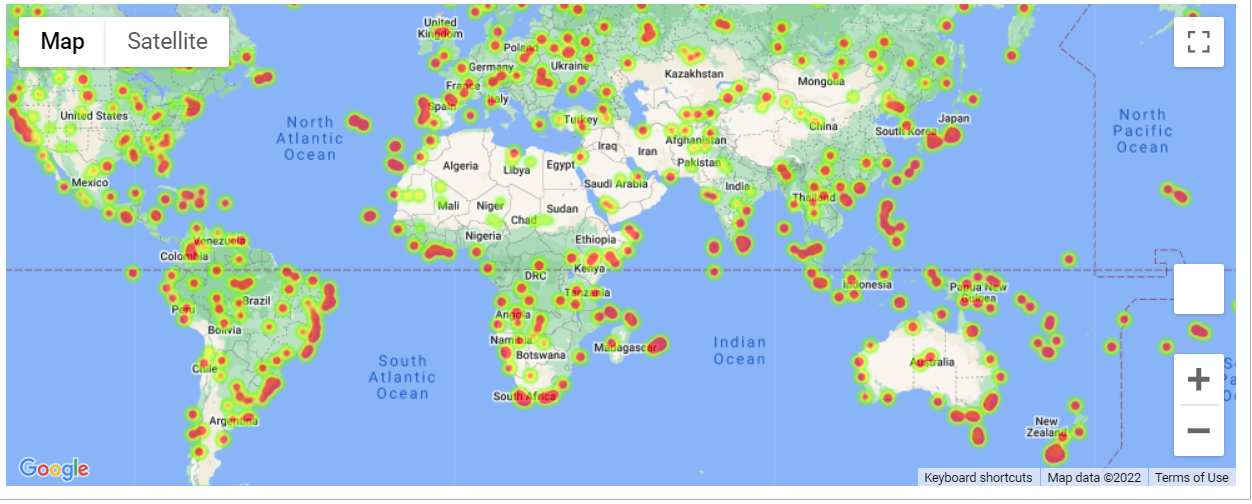 Map
Satellite
United
Kingdom
Poland
Germany
Ukraine
France
Italy
Spain
Kazakhstan
Mongolia
United States
North
Atlantic
Ocean
Turkey
Afghanistan
China
South Korea
Japan
North
Pacific
Ocean
Algeria
Libya
Egypt
Iraq
Iran
Pakistan
Mexico
Saudi Arabia
India
Thailand
Mali
Niger
Chad
Sudan
Nigeria
Ethiopia
Venezuela
Colombia
DRC
Kenya
Tanzania
Indonesia
Papua New
Guinea
Peru
Brazil
Bolivia
Angola
Namibia
Botswana
Madagascar
Indian
Ocean
Chile
South
Atlantic
Ocean
Australia
South Africa
Argentina
New
Zealand
Google
Keyboard shortcuts
Map data ©2022
Terms of Use